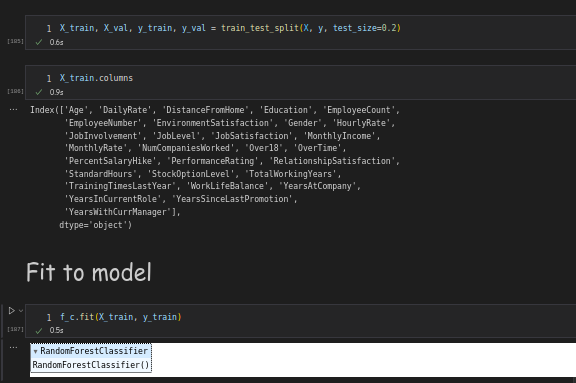 1 X_train, X_val, y_train, y_val = train_test_split(X, y, test_size=0.2)
[105] 0.6s
1 X_train.columns
[106] 0.9s
... Index(['Age', 'DailyRate', 'DistanceFromHome', 'Education', 'EmployeeCount',
'EmployeeNumber', 'EnvironmentSatisfaction', 'Gender', 'HourlyRate',
'JobInvolvement', 'JobLevel', 'JobSatisfaction', 'MonthlyIncome',
'MonthlyRate', 'NumCompaniesWorked', 'Over18', 'OverTime',
'PercentSalaryHike', 'PerformanceRating', 'RelationshipSatisfaction',
'StandardHours', 'StockOptionLevel', 'TotalWorkingYears',
'TrainingTimesLastYear', 'WorkLifeBalance', 'YearsAtCompany',
'YearsInCurrentRole', 'YearsSinceLastPromotion',
'YearsWithCurrManager'],
dtype='object')
Fit to model
1 f_c.fit(X_train, y_train)
[107] 0.5s
... RandomForestClassifier
RandomForestClassifier()